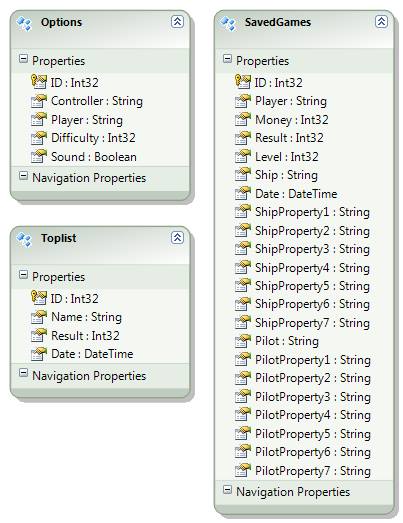 Options
Properties
ID : Int32
Controller : String
Player : String
Difficulty : Int32
Sound : Boolean
Navigation Properties
Toplist
Properties
ID : Int32
Name : String
Result : Int32
Date : DateTime
Navigation Properties
SavedGames
Properties
ID : Int32
Player : String
Money : Int32
Result : Int32
Level : Int32
Ship : String
Date : DateTime
ShipProperty1 : String
ShipProperty2 : String
ShipProperty3 : String
ShipProperty4 : String
ShipProperty5 : String
ShipProperty6 : String
ShipProperty7 : String
Pilot : String
PilotProperty1 : String
PilotProperty2 : String
PilotProperty3 : String
PilotProperty4 : String
PilotProperty5 : String
PilotProperty6 : String
PilotProperty7 : String
Navigation Properties